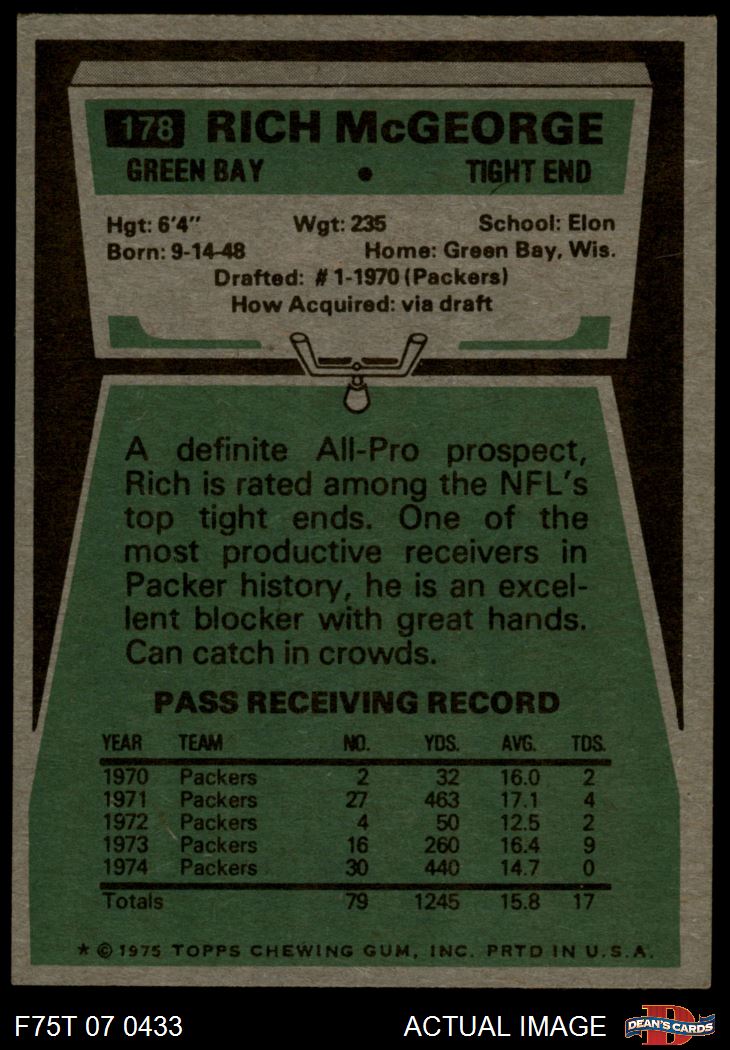 178 RICH McGEORGE
GREEN BAY • TIGHT END
Hgt: 6'4" Wgt: 235 School: Elon
Born: 9-14-48 Home: Green Bay, Wis.
Drafted: #1-1970 (Packers)
How Acquired: via draft
A definite All-Pro prospect,
Rich is rated among the NFL's
top tight ends. One of the
most productive receivers in
Packer history, he is an excel-
lent blocker with great hands.
Can catch in crowds.
PASS RECEIVING RECORD
YEAR TEAM NO. YDS. AVG. TDS.
1970 Packers 2 32 16.0 2
1971 Packers 27 463 17.1 4
1972 Packers 4 50 12.5 2
1973 Packers 16 260 16.4 9
1974 Packers 30 440 14.7 0
Totals 79 1245 15.8 17
* © 1975 TOPPS CHEWING GUM, INC. PRTD IN U.S.A.
F75T 07 0433 ACTUAL IMAGE D DEAN'S CARDS